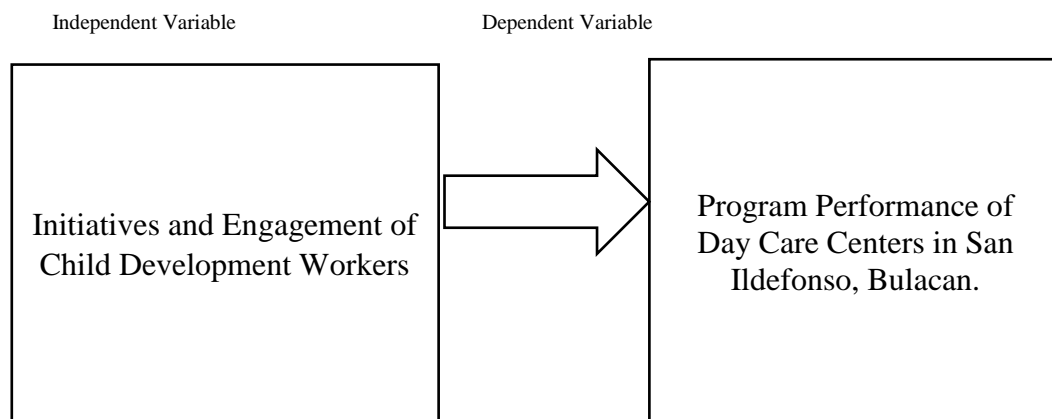 Independent Variable
Dependent Variable
Initiatives and Engagement of
Child Development Workers
Program Performance of
Day Care Centers in San
Ildefonso, Bulacan.